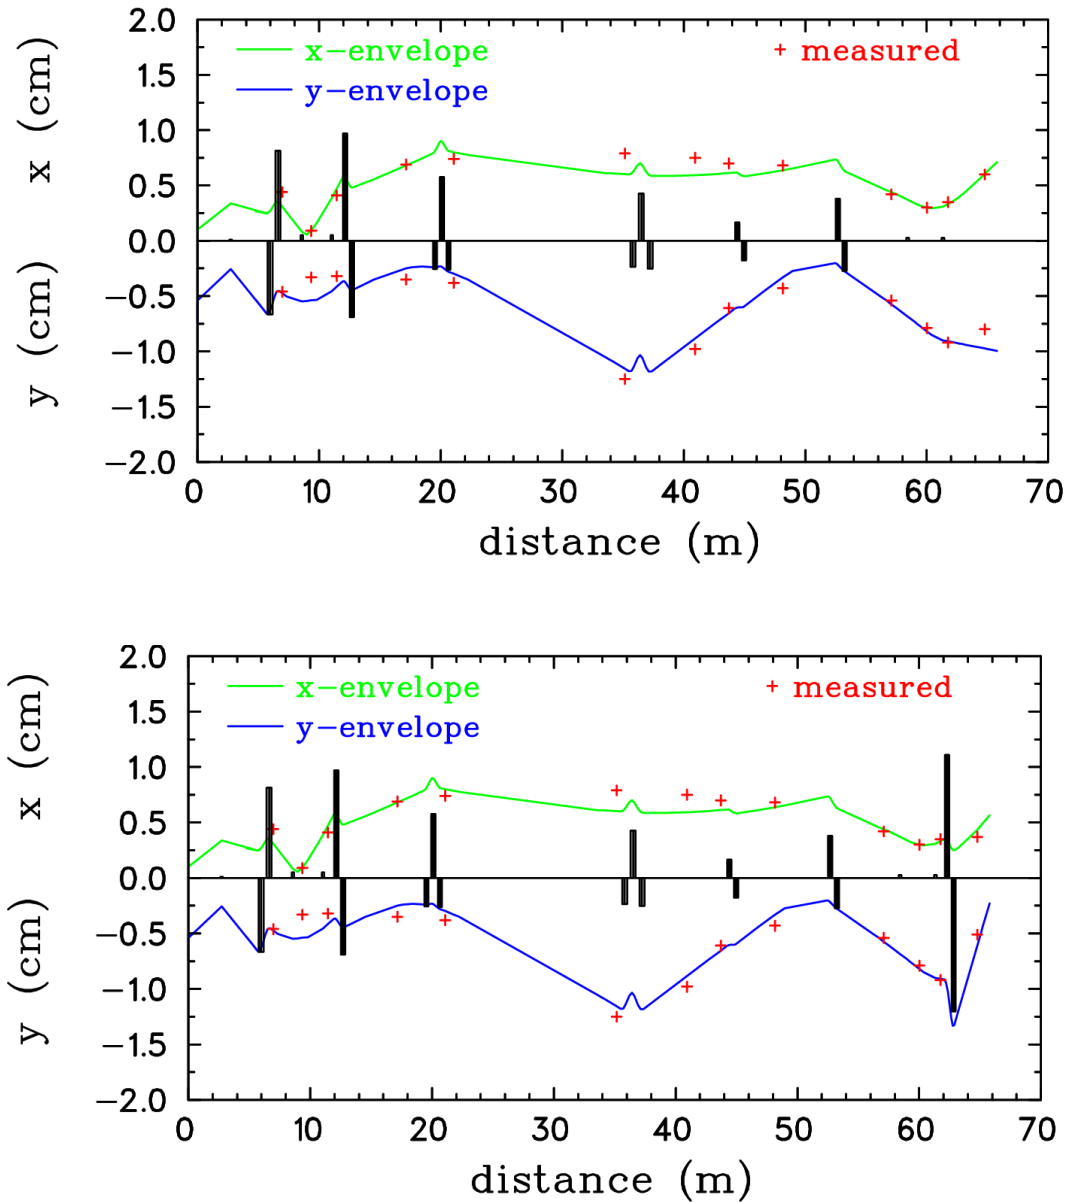 2.0
x−envelope + measured
1.5
y−envelope
1.0
x (cm)
0.5
0.0
−0.5
y (cm)
−1.0
−1.5
−2.0
0 10 20 30 40 50 60 70
distance (m)
2.0
x−envelope + measured
1.5
y−envelope
1.0
x (cm)
0.5
0.0
−0.5
y (cm)
−1.0
−1.5
−2.0
0 10 20 30 40 50 60 70
distance (m)